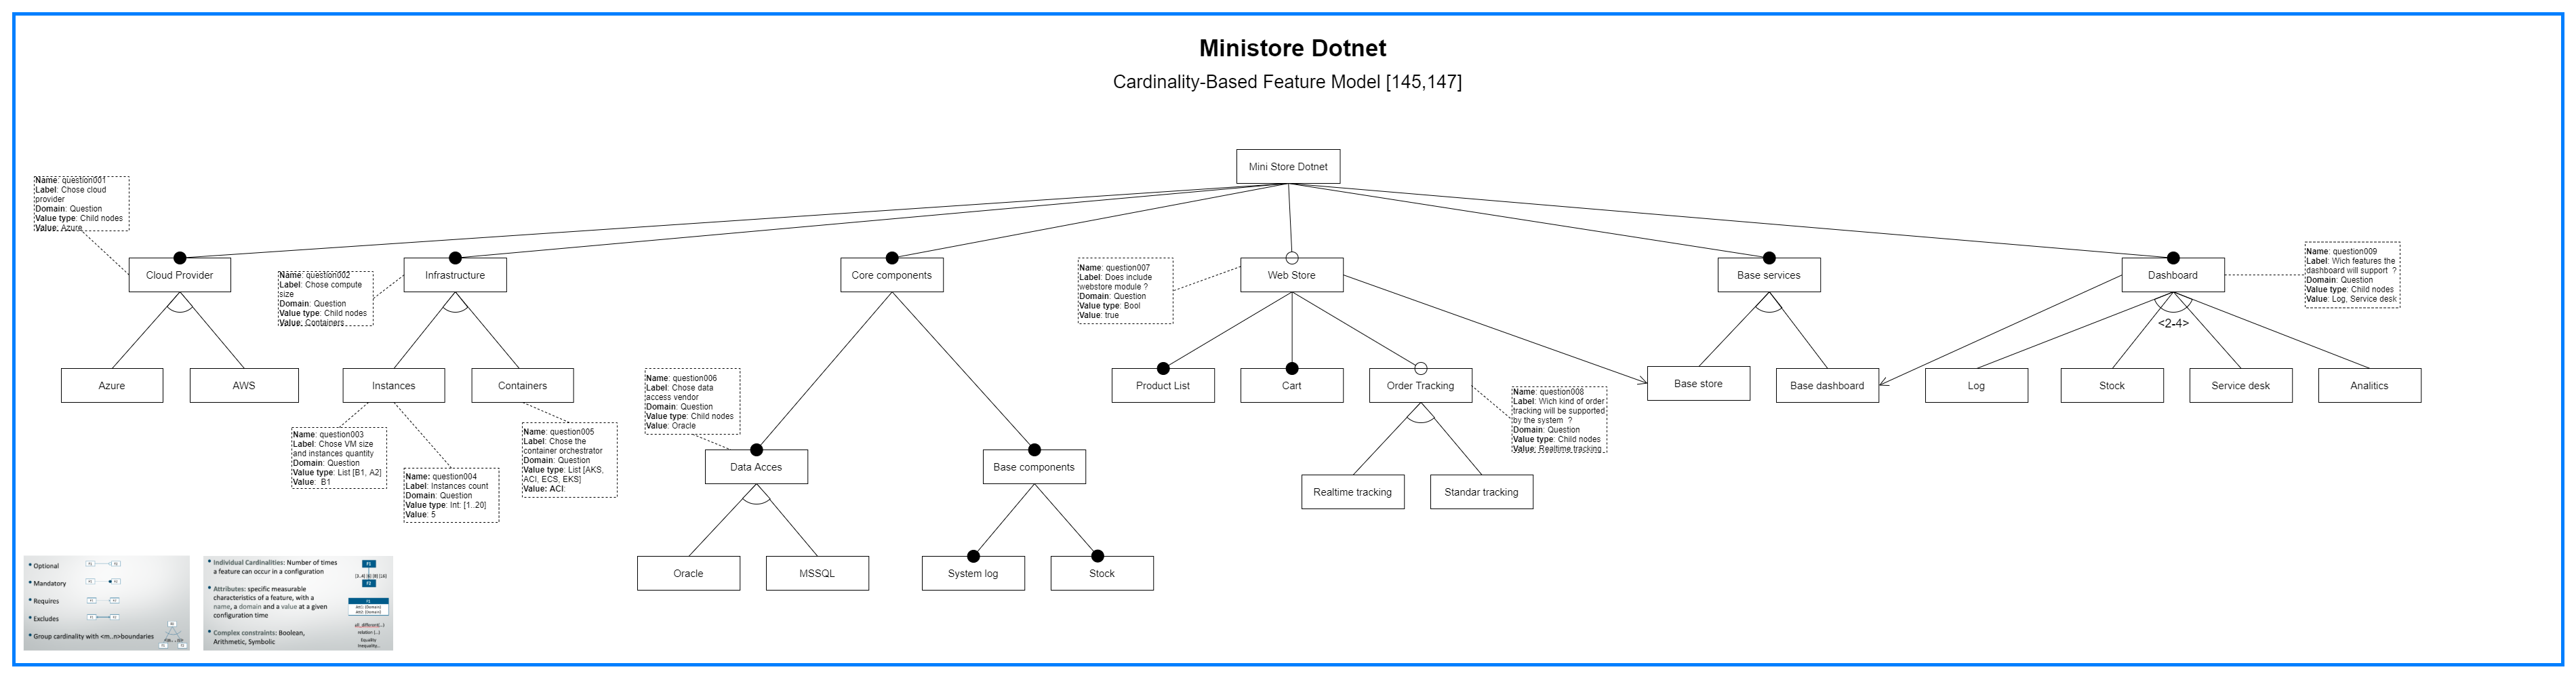 Ministore Dotnet
Cardinality-Based Feature Model [145,147]
Mini Store Dotnet
Name: question001
Label: Chose cloud
provider
Domain: Question
Value type: Child nodes
Value: Azure
Cloud Provider
Azure
AWS
Name: question002
Label: Chose compute
size
Domain: Question
Value type: Child nodes
Value: Containers
Infrastructure
Instances
Containers
Name: question003
Label: Chose VM size
and instances quantity
Domain: Question
Value type: List [B1, A2]
Value: B1
Name: question004
Label: Instances count
Domain: Question
Value type: Int: [1..20]
Value: 5
Name: question005
Label: Chose the
container orchestrator
Domain: Question
Value type: List [AKS,
ACI, ECS, EKS]
Value: ACI:
Core components
Name: question006
Label: Chose data
access vendor
Domain: Question
Value type: Child nodes
Value: Oracle
Data Acces
Base components
Oracle
MSSQL
System log
Stock
Name: question007
Label: Does include
webstore module ?
Domain: Question
Value type: Bool
Value: true
Web Store
Product List
Cart
Order Tracking
Name: question008
Label: Wich kind of order
tracking will be supported
by the system ?
Domain: Question
Value type: Child nodes
Value: Realtime tracking
Realtime tracking
Standar tracking
Base services
Base store
Base dashboard
Dashboard
<2-4>
Name: question009
Label: Wich features the
dashboard will support ?
Domain: Question
Value type: Child nodes
Value: Log, Service desk
Log
Stock
Service desk
Analitics
• Optional
• Mandatory
• Requires
• Excludes
• Group cardinality with <m..n>boundaries
• Individual Cardinalities: Number of times
a feature can occur in a configuration
• Attributes: specific measurable
characteristics of a feature, with a
name, a domain and a value at a given
configuration time
• Complex constraints: Boolean,
Arithmetic, Symbolic
F1
F2
F1
all_different(..)
relation (..)
Equality
Inequality..